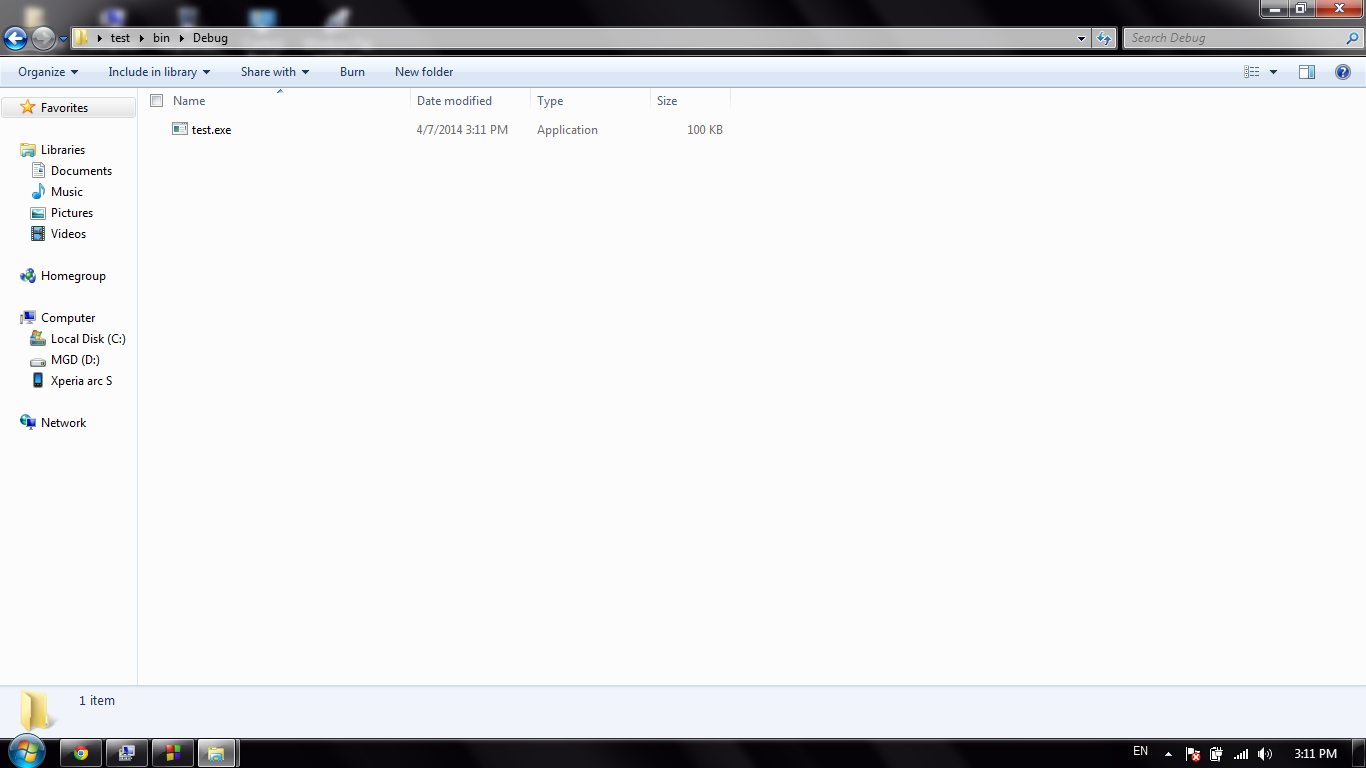 test bin Debug
Search Debug
Organize Include in library Share with Burn New folder
Favorites
Libraries
Documents
Music
Pictures
Videos
Homegroup
Computer
Local Disk (C:)
MGD (D:)
Xperia arc S
Network
Name Date modified Type Size
test.exe 4/7/2014 3:11 PM Application 100 KB
1 item
EN 3:11 PM